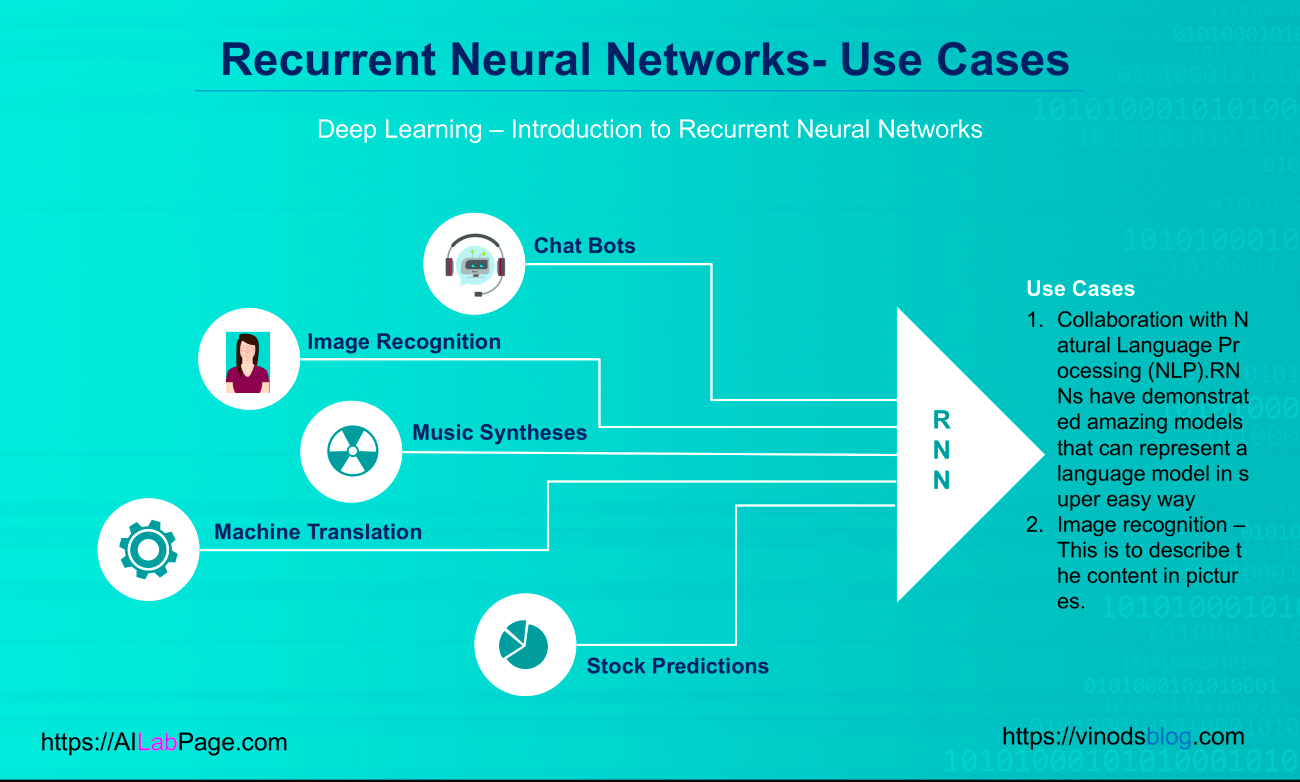 Recurrent Neural Networks- Use Cases
Deep Learning – Introduction to Recurrent Neural Networks
Chat Bots
Image Recognition
Music Syntheses
Machine Translation
Stock Predictions
R
N
N
Use Cases
1. Collaboration with N
atural Language Pr
ocessing (NLP).RN
Ns have demonstrat
ed amazing models
that can represent a
language model in s
uper easy way
2. Image recognition –
This is to describe t
he content in pictur
es.
https://AILabPage.com
https://vinodsblog.com